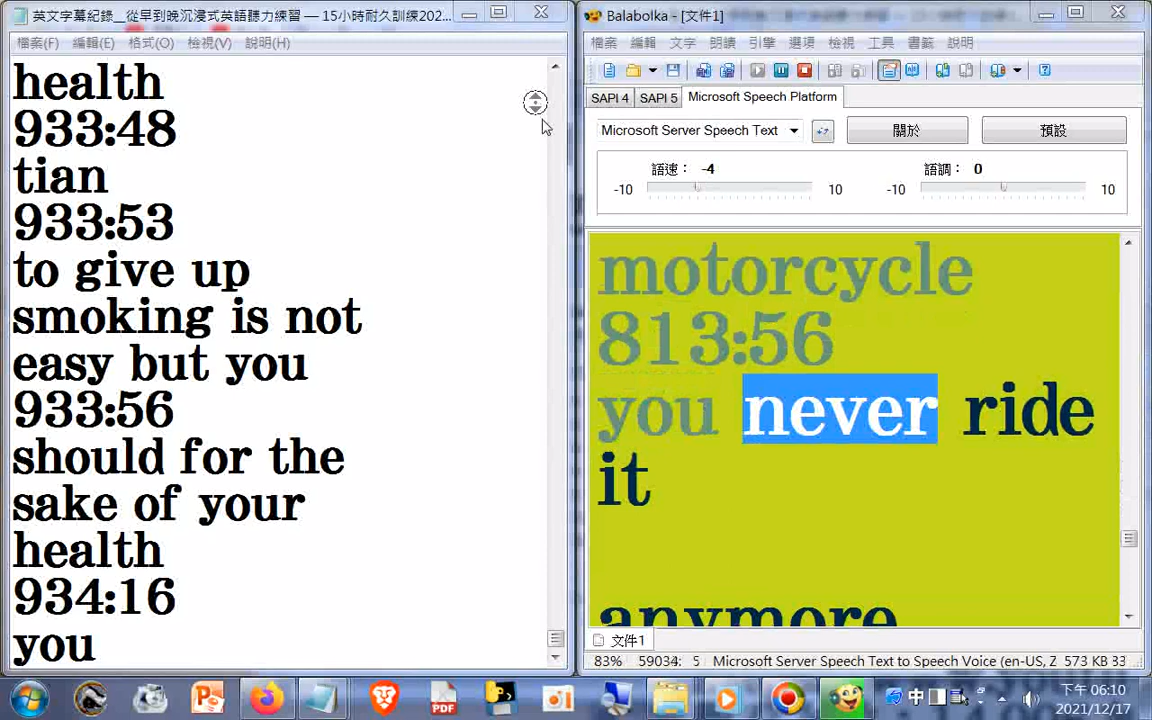 英文字幕紀錄__從早到晚沉浸式英語聽力練習 — 15小時耐久訓練202...
檔案(F) 編輯(E) 格式(O) 檢視(V) 說明(H)
health
933:48
tian
933:53
to give up
smoking is not
easy but you
933:56
should for the
sake of your
health
934:16
you
Balabolka - [文件1]
檔案 編輯 文字 朗讀 引擎 選項 檢視 工具 書籤 說明
SAPI 4 SAPI 5 Microsoft Speech Platform
Microsoft Server Speech Text 關於 預設
語速： -4 語調： 0
-10 10 -10 10
motorcycle
813:56
you never ride
it
anymore
文件1
83% 59034: 5 Microsoft Server Speech Text to Speech Voice (en-US, Z 573 KB 33
PDF 中 下午 06:10
2021/12/17